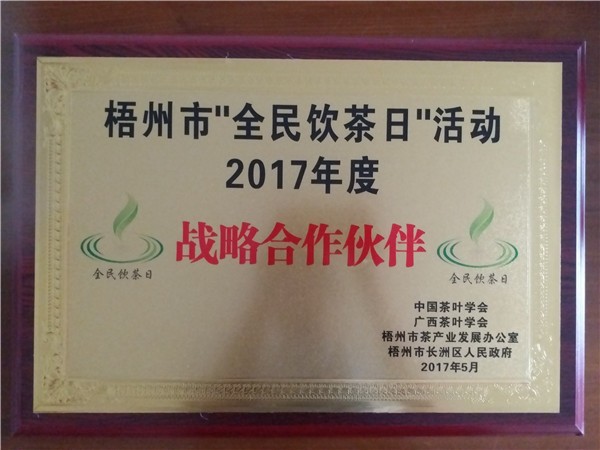 梧州市"全民饮茶日"活动
2017年度
战略合作伙伴
全民饮茶日
全民饮茶日
中国茶叶学会
广西茶叶学会
梧州市茶产业发展办公室
梧州市长洲区人民政府
2017年5月